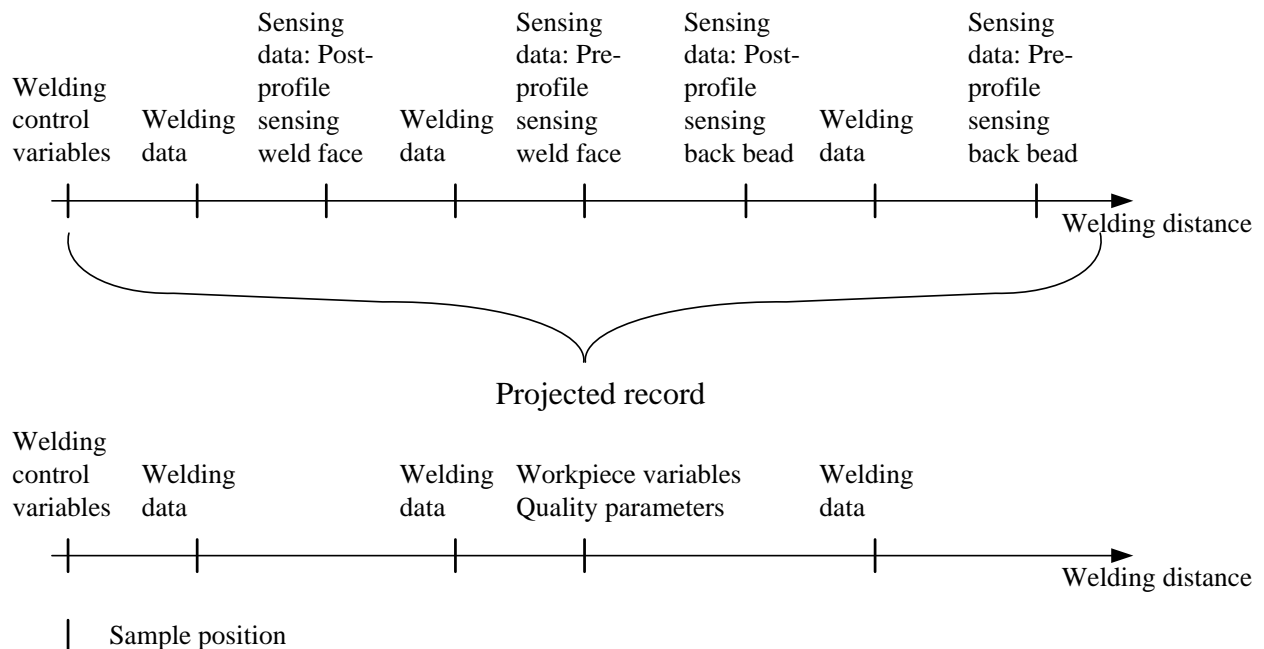 Welding
control
variables
Welding
data
Sensing
data: Post-
profile
sensing
weld face
Welding
data
Sensing
data: Pre-
profile
sensing
weld face
Sensing
data: Post-
profile
sensing
back bead
Welding
data
Sensing
data: Pre-
profile
sensing
back bead
Welding distance
Projected record
Welding
control
variables
Welding
data
Welding
data
Workpiece variables
Quality parameters
Welding
data
Welding distance
Sample position